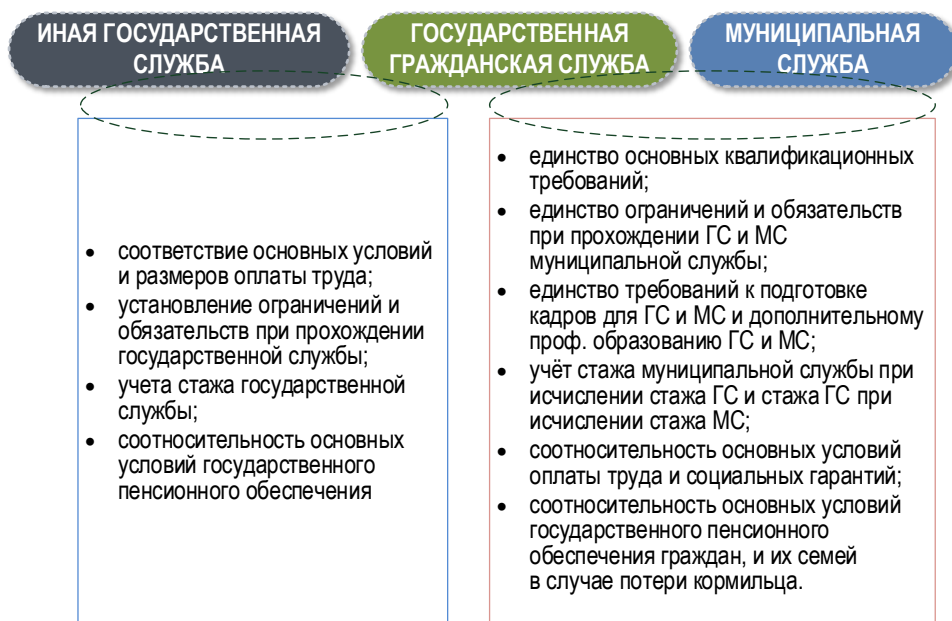 ИНАЯ ГОСУДАРСТВЕННАЯ
СЛУЖБА
ГОСУДАРСТВЕННАЯ
ГРАЖДАНСКАЯ СЛУЖБА
МУНИЦИПАЛЬНАЯ
СЛУЖБА
• соответствие основных условий
и размеров оплаты труда;
• установление ограничений и
обязательств при прохождении
государственной службы;
• учета стажа государственной
службы;
• соотносительность основных
условий государственного
пенсионного обеспечения
• единство основных квалификационных
требований;
• единство ограничений и обязательств
при прохождении ГС и МС
муниципальной службы;
• единство требований к подготовке
кадров для ГС и МС и дополнительному
проф. образованию ГС и МС;
• учёт стажа муниципальной службы при
исчислении стажа ГС и стажа ГС при
исчислении стажа МС;
• соотносительность основных условий
оплаты труда и социальных гарантий;
• соотносительность основных условий
государственного пенсионного
обеспечения граждан, и их семей
в случае потери кормильца.